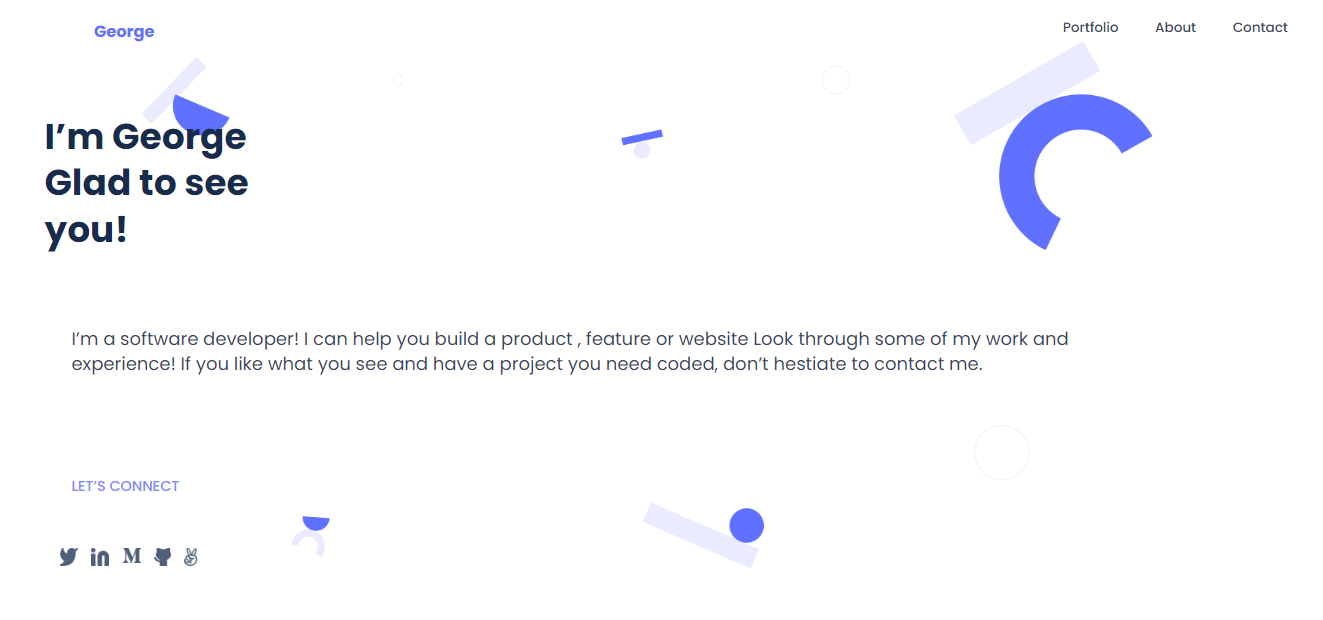 George
Portfolio About Contact
I’m George
Glad to see
you!
I’m a software developer! I can help you build a product , feature or website Look through some of my work and
experience! If you like what you see and have a project you need coded, don’t hestiate to contact me.
LET’S CONNECT